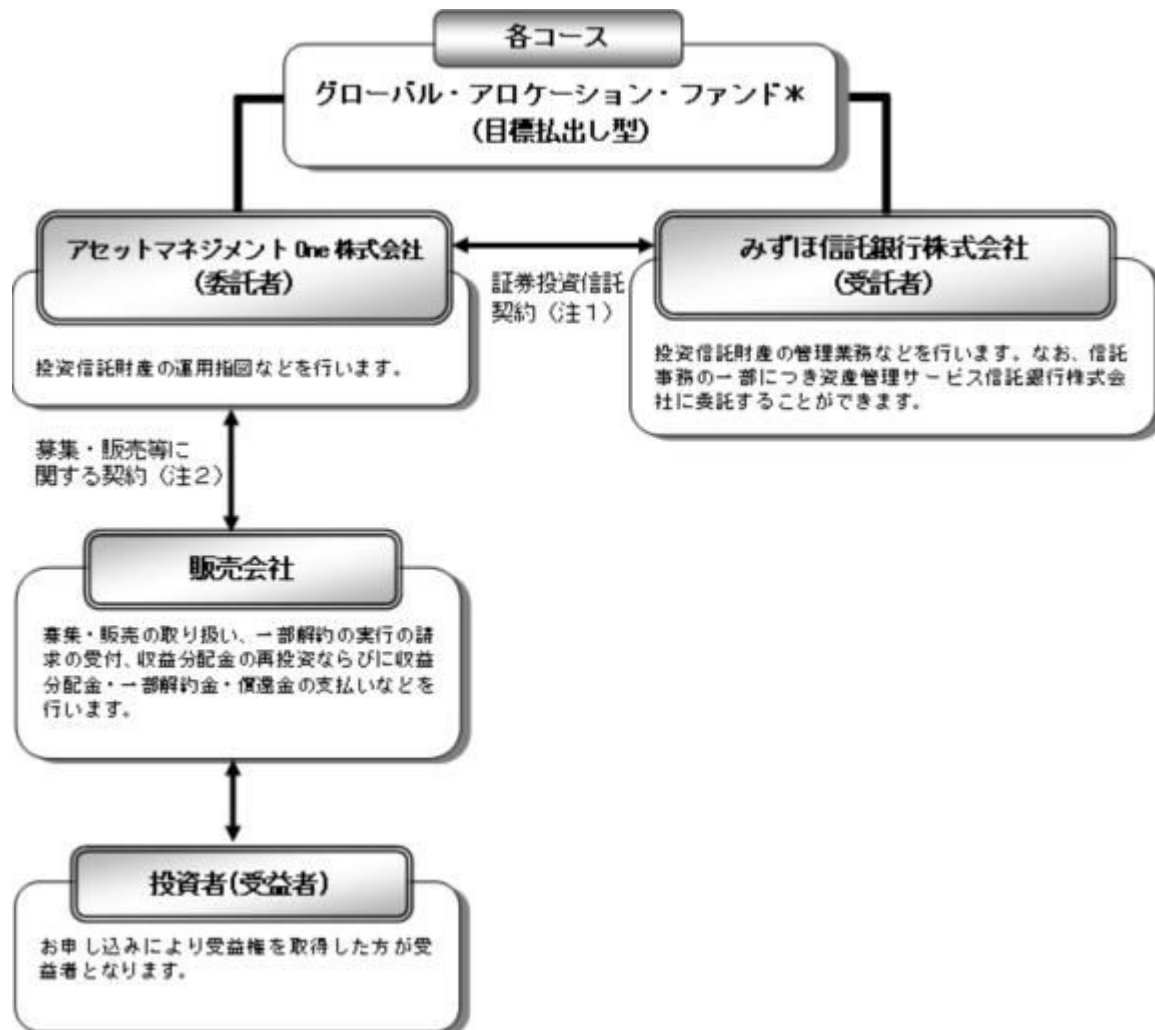 各コース
グローバル・アロケーション・ファンド＊
(目標払出し型)
アセットマネジメント One 株式会社
(委託者)
証券投資信託
契約（注１）
みずほ信託銀行株式会社
(受託者)
投資信託財産の運用指図などを行います。
投資信託財産の管理業務などを行います。なお、信託
事務の一部につき資産管理サービス信託銀行株式会
社に委託することができます。
募集・販売等に
関する契約（注２）
販売会社
募集・販売の取り扱い、一部解約の実行の請
求の受付、収益分配金の再投資ならびに収益
分配金・一部解約金・償還金の支払いなどを
行います。
投資者(受益者)
お申し込みにより受益権を取得した方が受
益者となります。